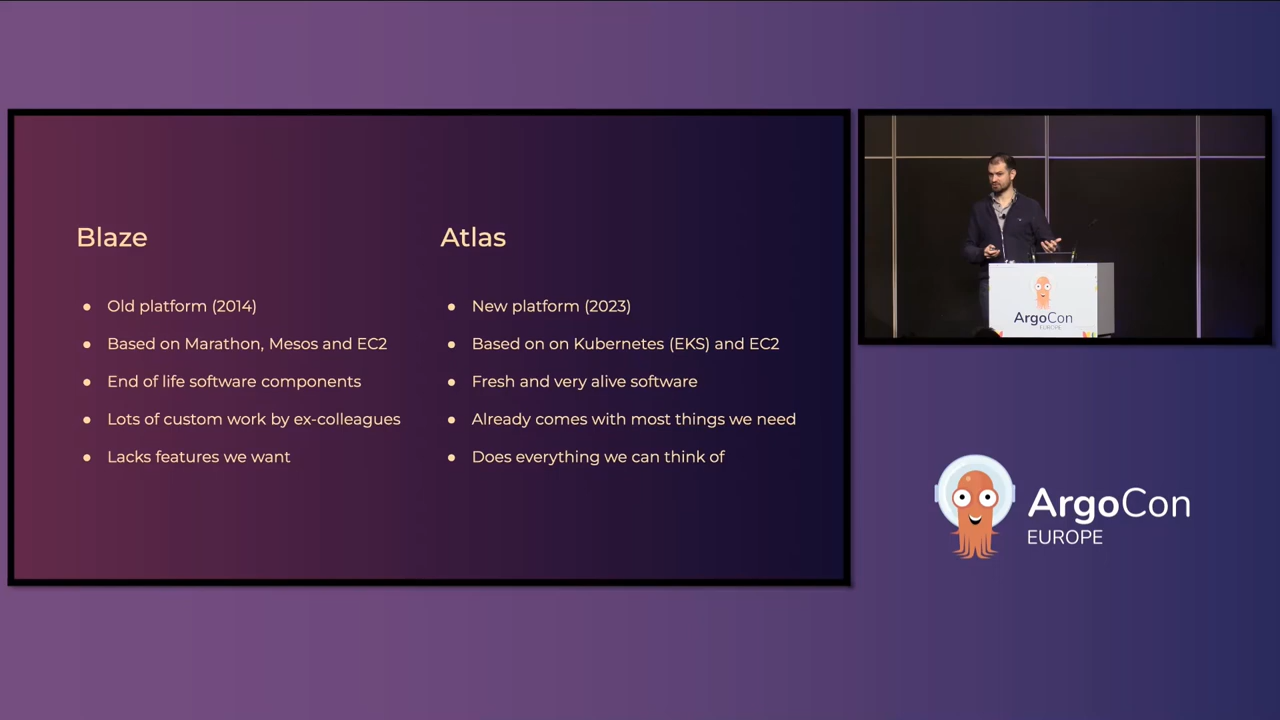 Blaze
Old platform (2014)
Based on Marathon, Mesos and EC2
End of life software components
Lots of custom work by ex-colleagues
Lacks features we want
Atlas
New platform (2023)
Based on on Kubernetes (EKS) and EC2
Fresh and very alive software
Already comes with most things we need
Does everything we can think of
ArgoCon
EUROPE
ArgoCon
EUROPE